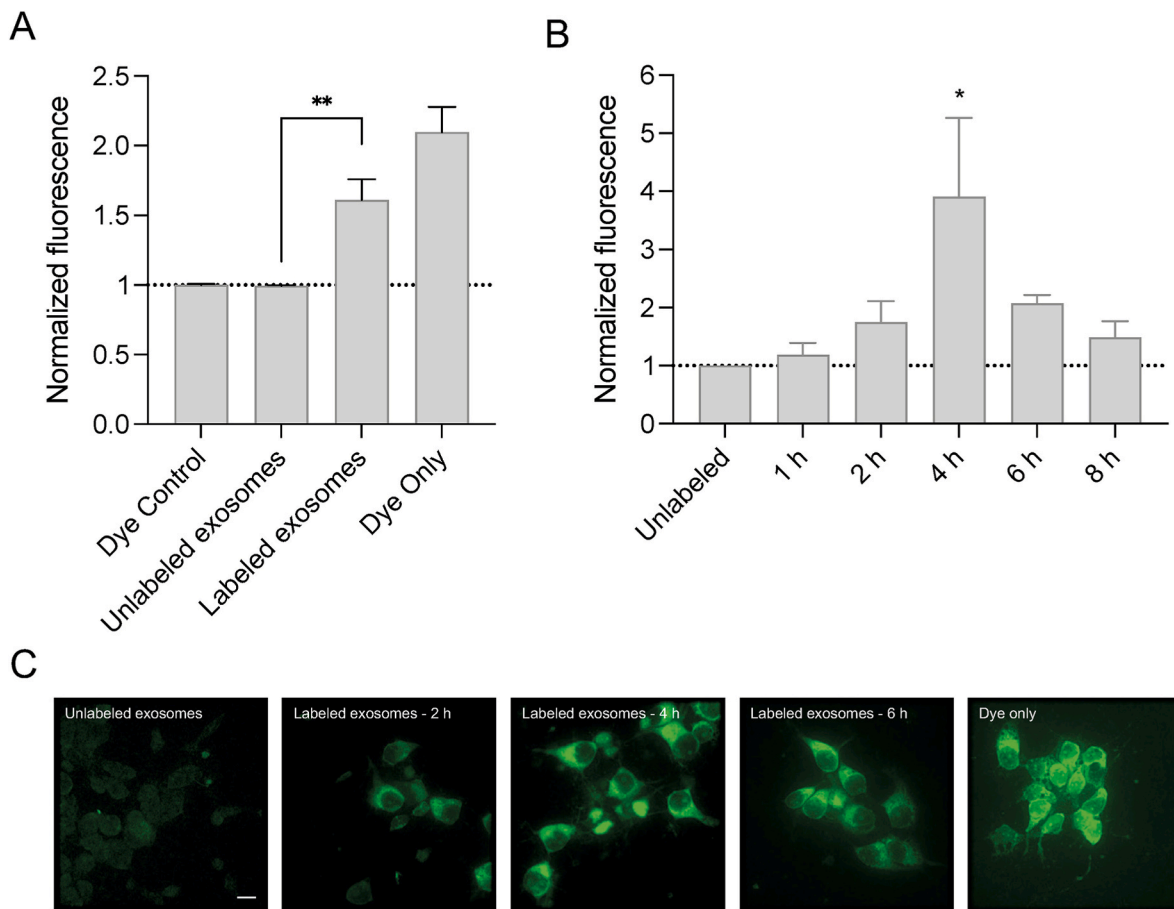 A
Normalized fluorescence
2.5
2.0
1.5
1
0.5
0.0
**
Dye Control
Unlabeled exosomes
Labeled exosomes
Dye Only
B
Normalized fluorescence
6
5
4
3
2
1
0
*
Unlabeled
1 h
2 h
4 h
6 h
8 h
C
Unlabeled exosomes
Labeled exosomes - 2 h
Labeled exosomes - 4 h
Labeled exosomes - 6 h
Dye only